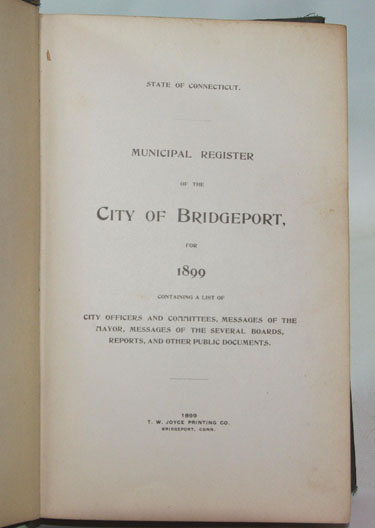 STATE OF CONNECTICUT.
MUNICIPAL REGISTER
OF THE
CITY OF BRIDGEPORT,
FOR
1899
CONTAINING A LIST OF
CITY OFFICERS AND COMMITTEES, MESSAGES OF THE
MAYOR, MESSAGES OF THE SEVERAL BOARDS,
REPORTS, AND OTHER PUBLIC DOCUMENTS.
1899
T. W. JOYCE PRINTING CO.
BRIDGEPORT, CONN.